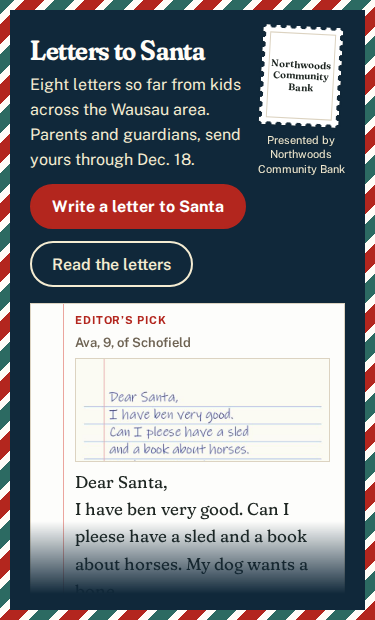 Letters to Santa
Eight letters so far from kids
across the Wausau area.
Parents and guardians, send
yours through Dec. 18.
Northwoods
Community
Bank
Presented by
Northwoods
Community Bank
Write a letter to Santa
Read the letters
EDITOR'S PICK
Ava, 9, of Schofield
Dear Santa,
I have ben very good.
Can I pleese have a sled
and a book about horses.
Dear Santa,
I have ben very good. Can I
pleese have a sled and a book
about horses. My dog wants a